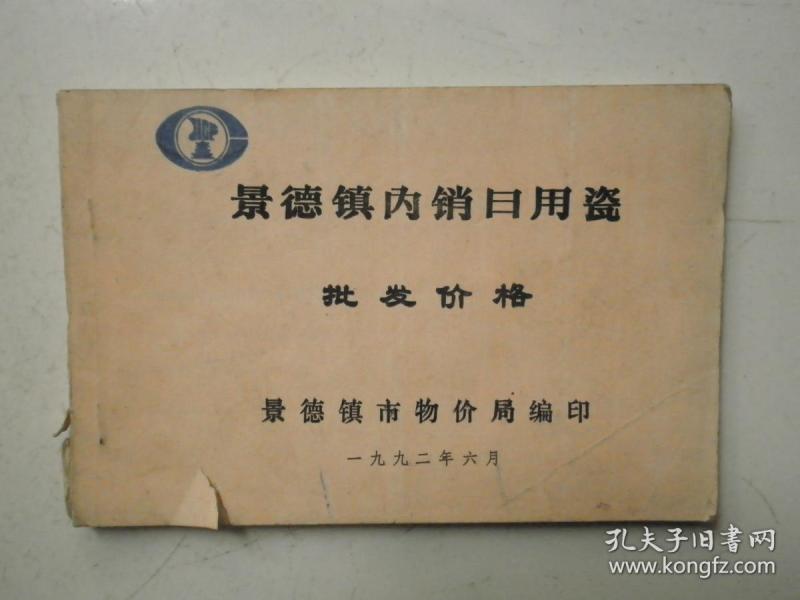 景德镇内销日用瓷
批发价格
景德镇市物价局编印
一九九二年六月
孔夫子旧書网
www.kongfz.com